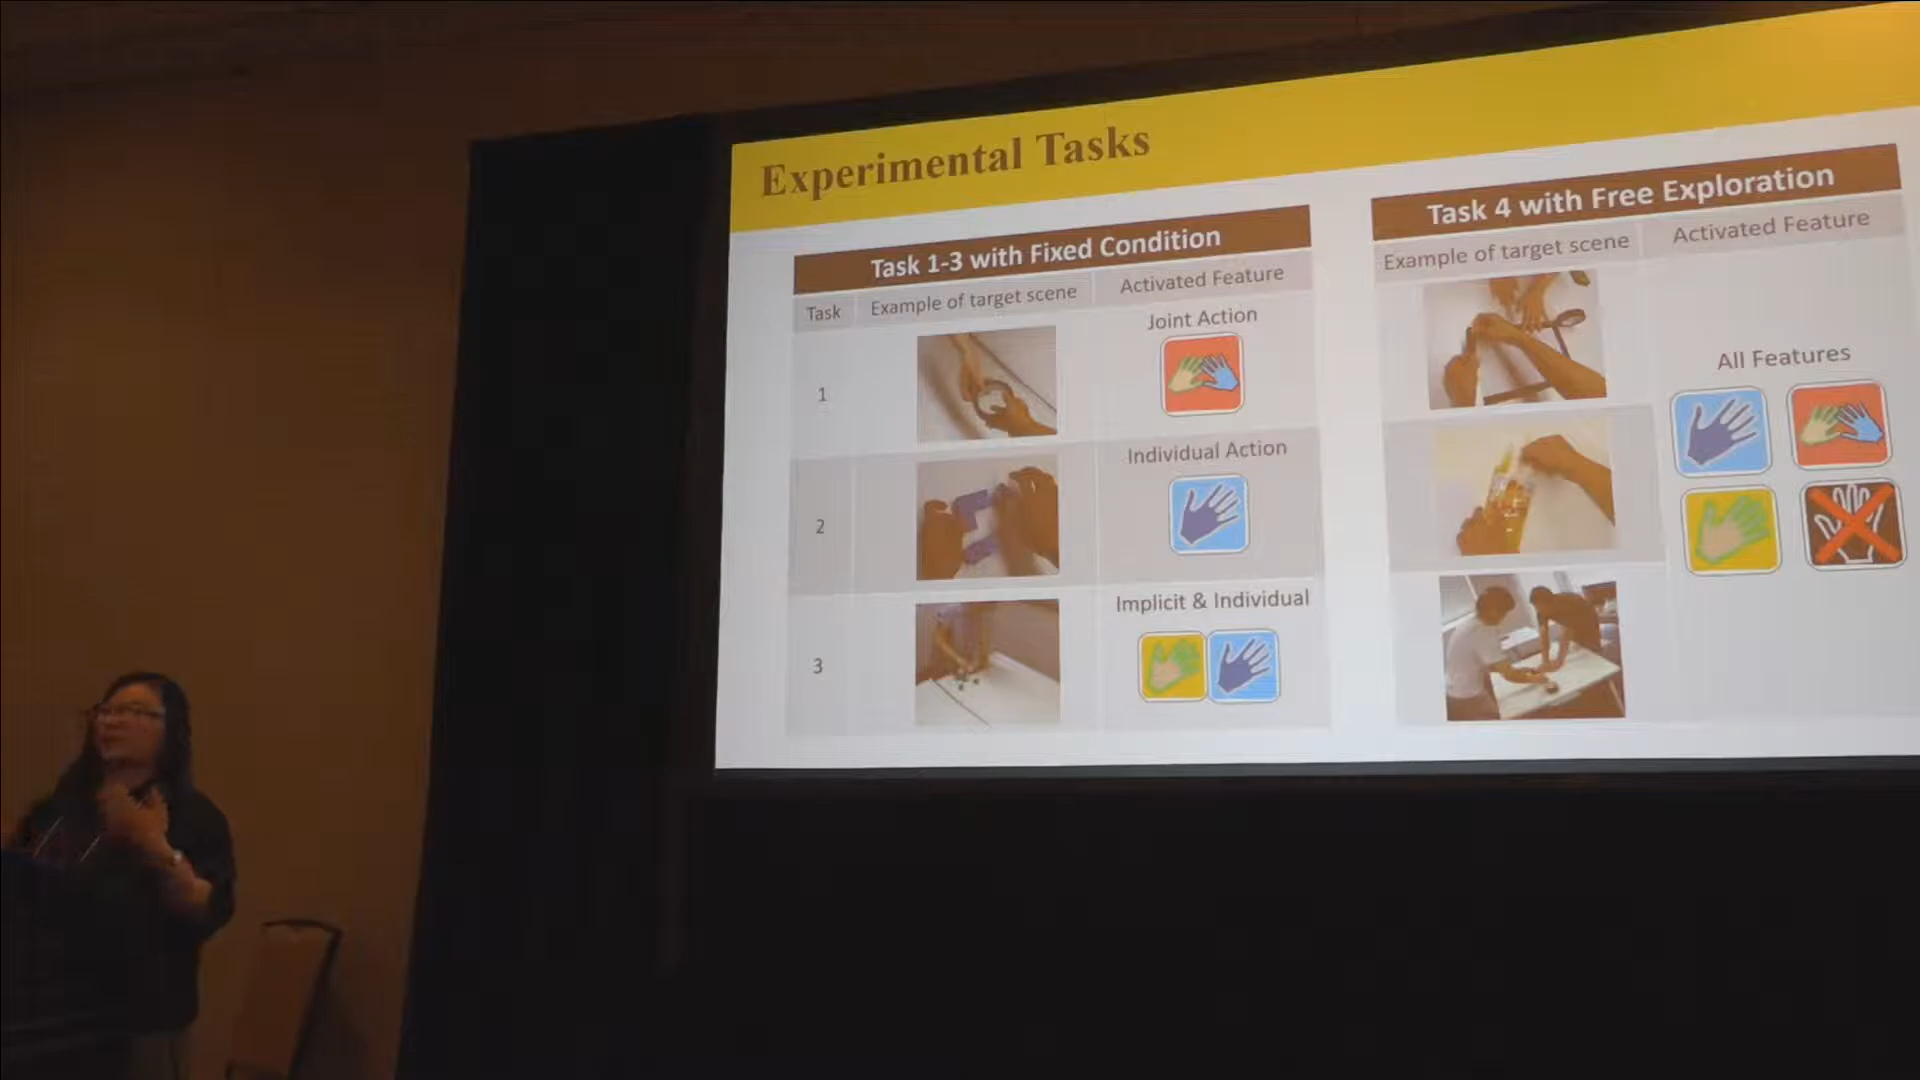 Experimental Tasks
Task 1-3 with Fixed Condition
Task Example of target scene Activated Feature
1 Joint Action
2 Individual Action
3 Implicit & Individual
Task 4 with Free Exploration
Example of target scene Activated Feature
All Features